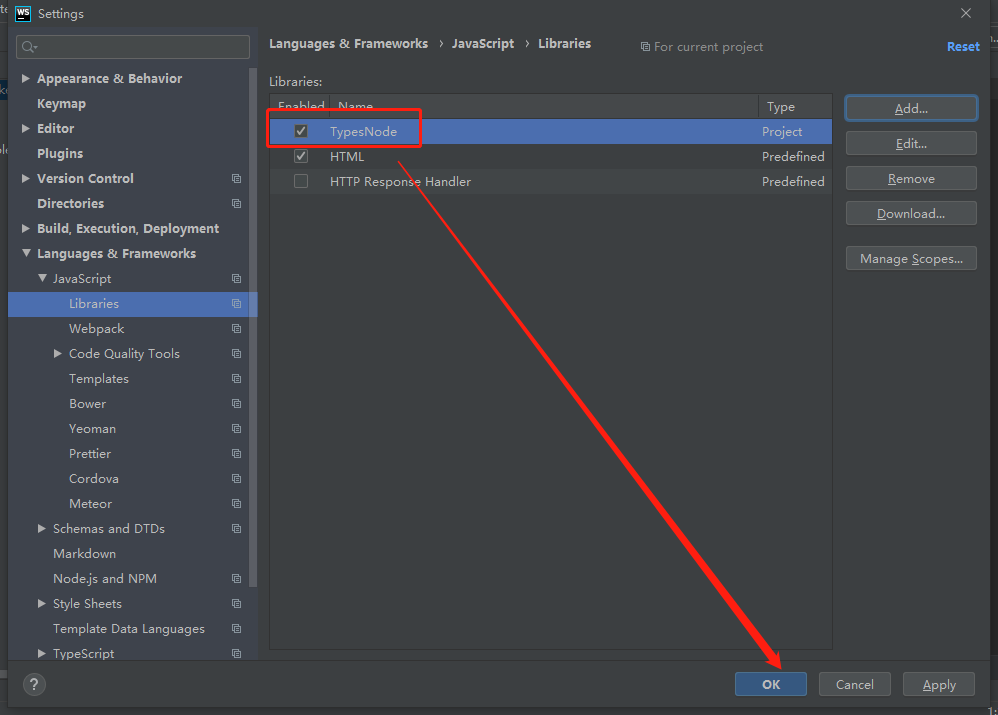 WS Settings
Languages & Frameworks › JavaScript › Libraries
For current project
Reset
Appearance & Behavior
Keymap
Editor
Plugins
Version Control
Directories
Build, Execution, Deployment
Languages & Frameworks
JavaScript
Libraries
Webpack
Code Quality Tools
Templates
Bower
Yeoman
Prettier
Cordova
Meteor
Schemas and DTDs
Markdown
Node.js and NPM
Style Sheets
Template Data Languages
TypeScript
Libraries:
Enabled Name Type
TypesNode Project
HTML Predefined
HTTP Response Handler Predefined
Add...
Edit...
Remove
Download...
Manage Scopes...
?
OK
Cancel
Apply